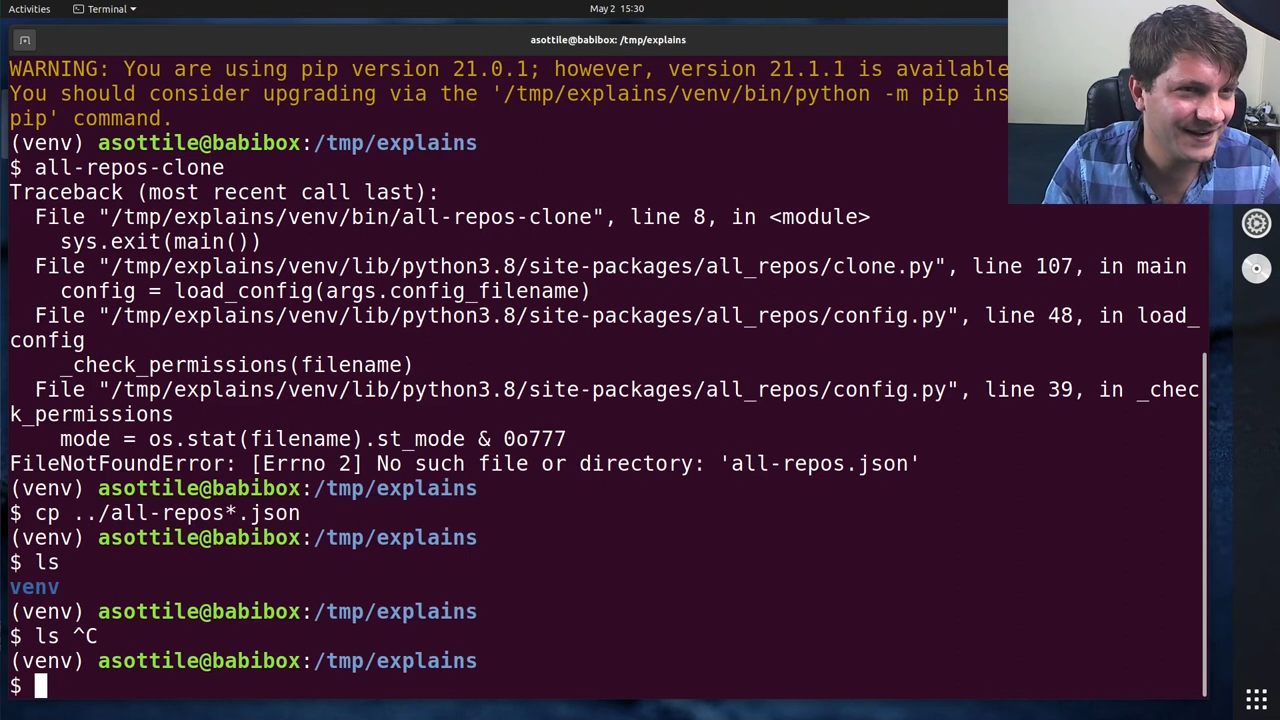 Activities
Terminal
May 2 15:30
asottile@babibox: /tmp/explains
WARNING: You are using pip version 21.0.1; however, version 21.1.1 is available
You should consider upgrading via the '/tmp/explains/venv/bin/python -m pip ins
pip' command.
(venv) asottile@babibox:/tmp/explains
$ all-repos-clone
Traceback (most recent call last):
  File "/tmp/explains/venv/bin/all-repos-clone", line 8, in <module>
    sys.exit(main())
  File "/tmp/explains/venv/lib/python3.8/site-packages/all_repos/clone.py", line 107, in main
    config = load_config(args.config_filename)
  File "/tmp/explains/venv/lib/python3.8/site-packages/all_repos/config.py", line 48, in load_
config
    _check_permissions(filename)
  File "/tmp/explains/venv/lib/python3.8/site-packages/all_repos/config.py", line 39, in _chec
k_permissions
    mode = os.stat(filename).st_mode & 0o777
FileNotFoundError: [Errno 2] No such file or directory: 'all-repos.json'
(venv) asottile@babibox:/tmp/explains
$ cp ../all-repos*.json
(venv) asottile@babibox:/tmp/explains
$ ls
venv
(venv) asottile@babibox:/tmp/explains
$ ls ^C
(venv) asottile@babibox:/tmp/explains
$